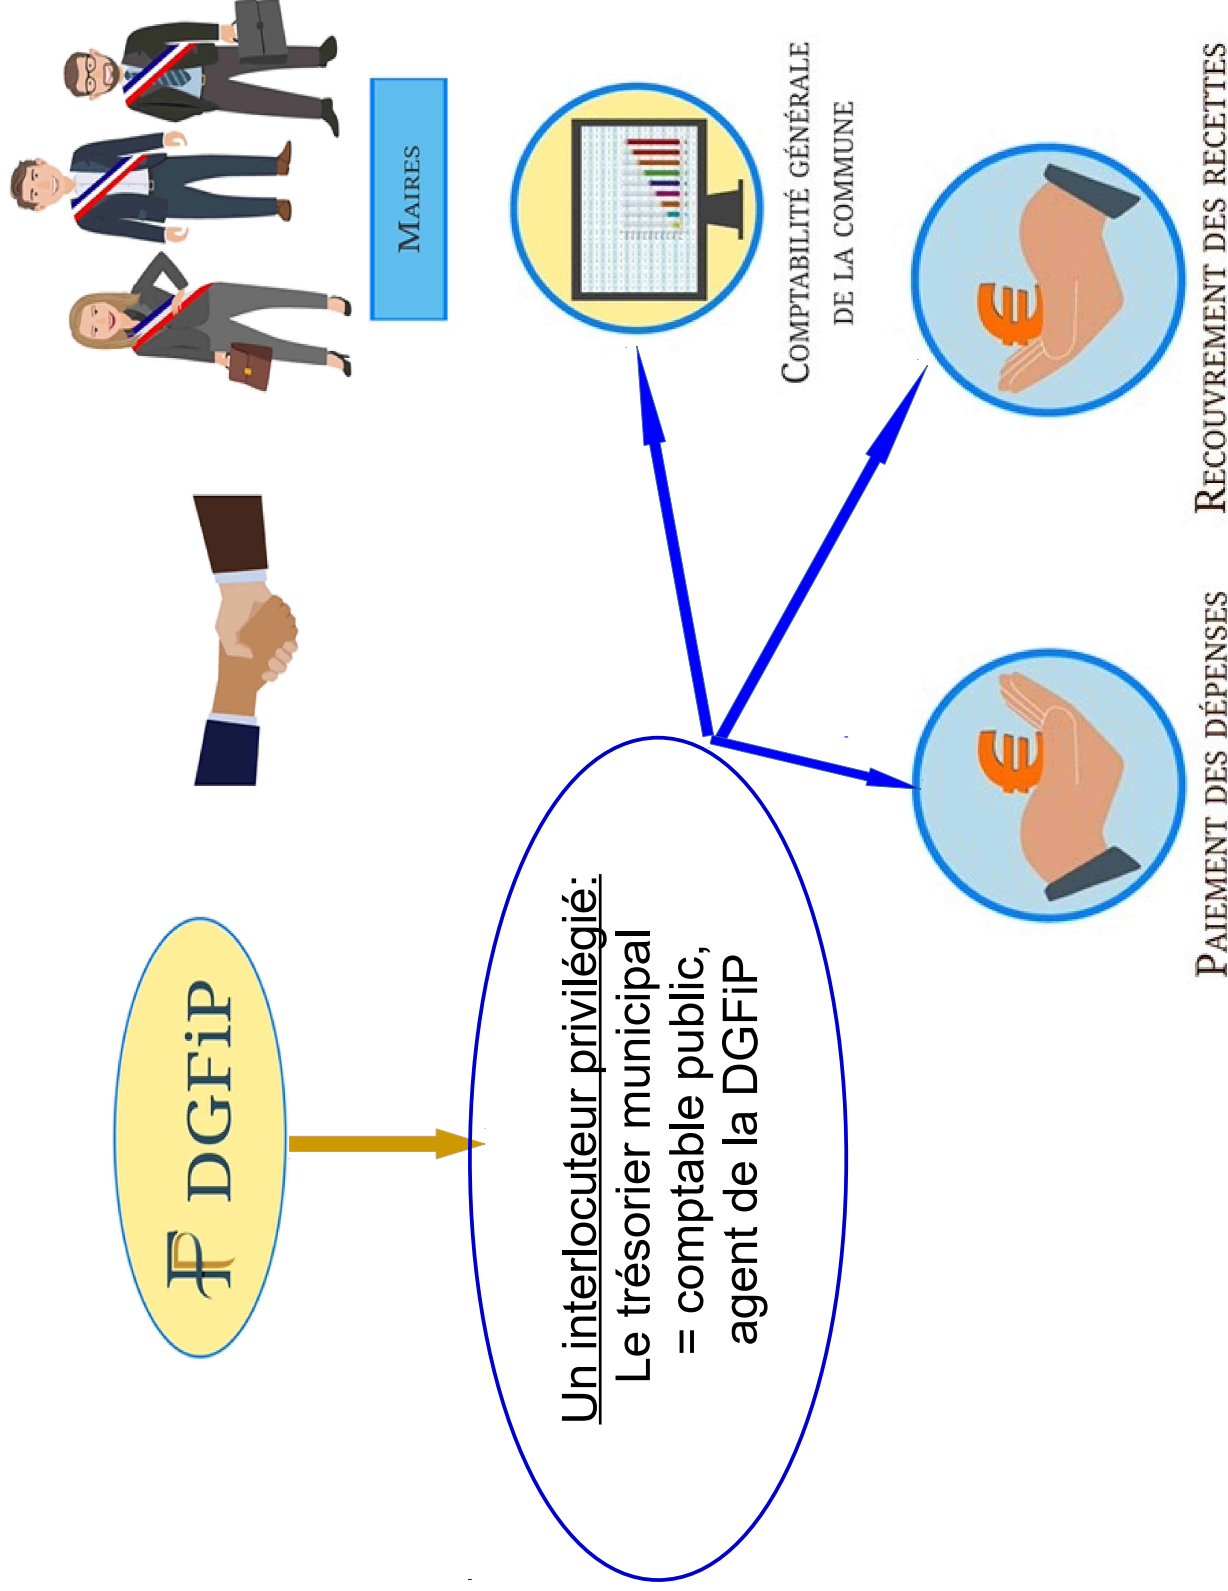 DGFiP
MAIRES
Un interlocuteur privilégié:
Le trésorier municipal
= comptable public,
agent de la DGFiP
COMPTABILITÉ GÉNÉRALE
DE LA COMMUNE
PAIEMENT DES DÉPENSES
RECOUVREMENT DES RECETTES